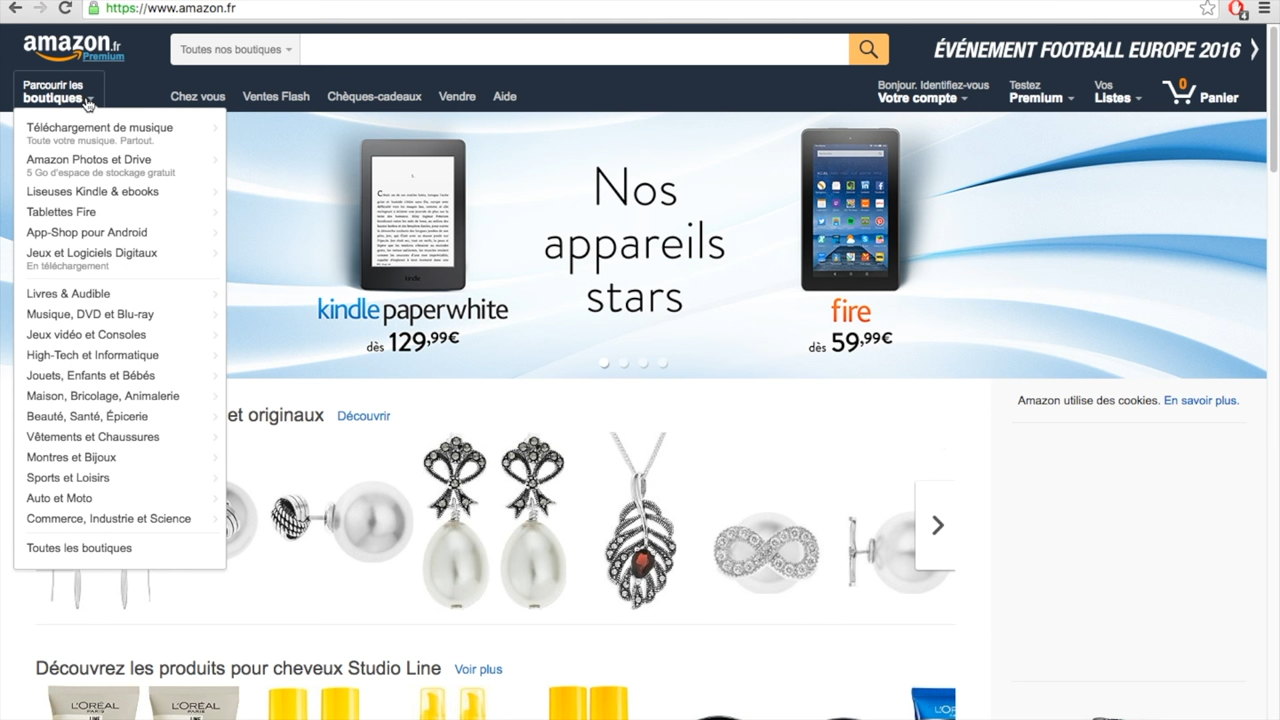 https://www.amazon.fr
4
amazon.fr
Premium
Toutes nos boutiques
ÉVÉNEMENT FOOTBALL EUROPE 2016
Parcourir les
boutiques
Chez vous
Ventes Flash
Chèques-cadeaux
Vendre
Aide
Bonjour. Identifiez-vous
Votre compte
Testez
Premium
Vos
Listes
0
Panier
Téléchargement de musique
Toute votre musique. Partout.
Amazon Photos et Drive
5 Go d'espace de stockage gratuit
Liseuses Kindle & ebooks
Tablettes Fire
App-Shop pour Android
Jeux et Logiciels Digitaux
En téléchargement
Livres & Audible
Musique, DVD et Blu-ray
Jeux vidéo et Consoles
High-Tech et Informatique
Jouets, Enfants et Bébés
Maison, Bricolage, Animalerie
Beauté, Santé, Épicerie
Vêtements et Chaussures
Montres et Bijoux
Sports et Loisirs
Auto et Moto
Commerce, Industrie et Science
Toutes les boutiques
kindle
kindle paperwhite
dès 129,99€
Nos
appareils
stars
fire
dès 59,99€
Amazon utilise des cookies. En savoir plus.
et originaux
Découvrir
Découvrez les produits pour cheveux Studio Line
Voir plus
L'ORÉAL
L'ORÉAL